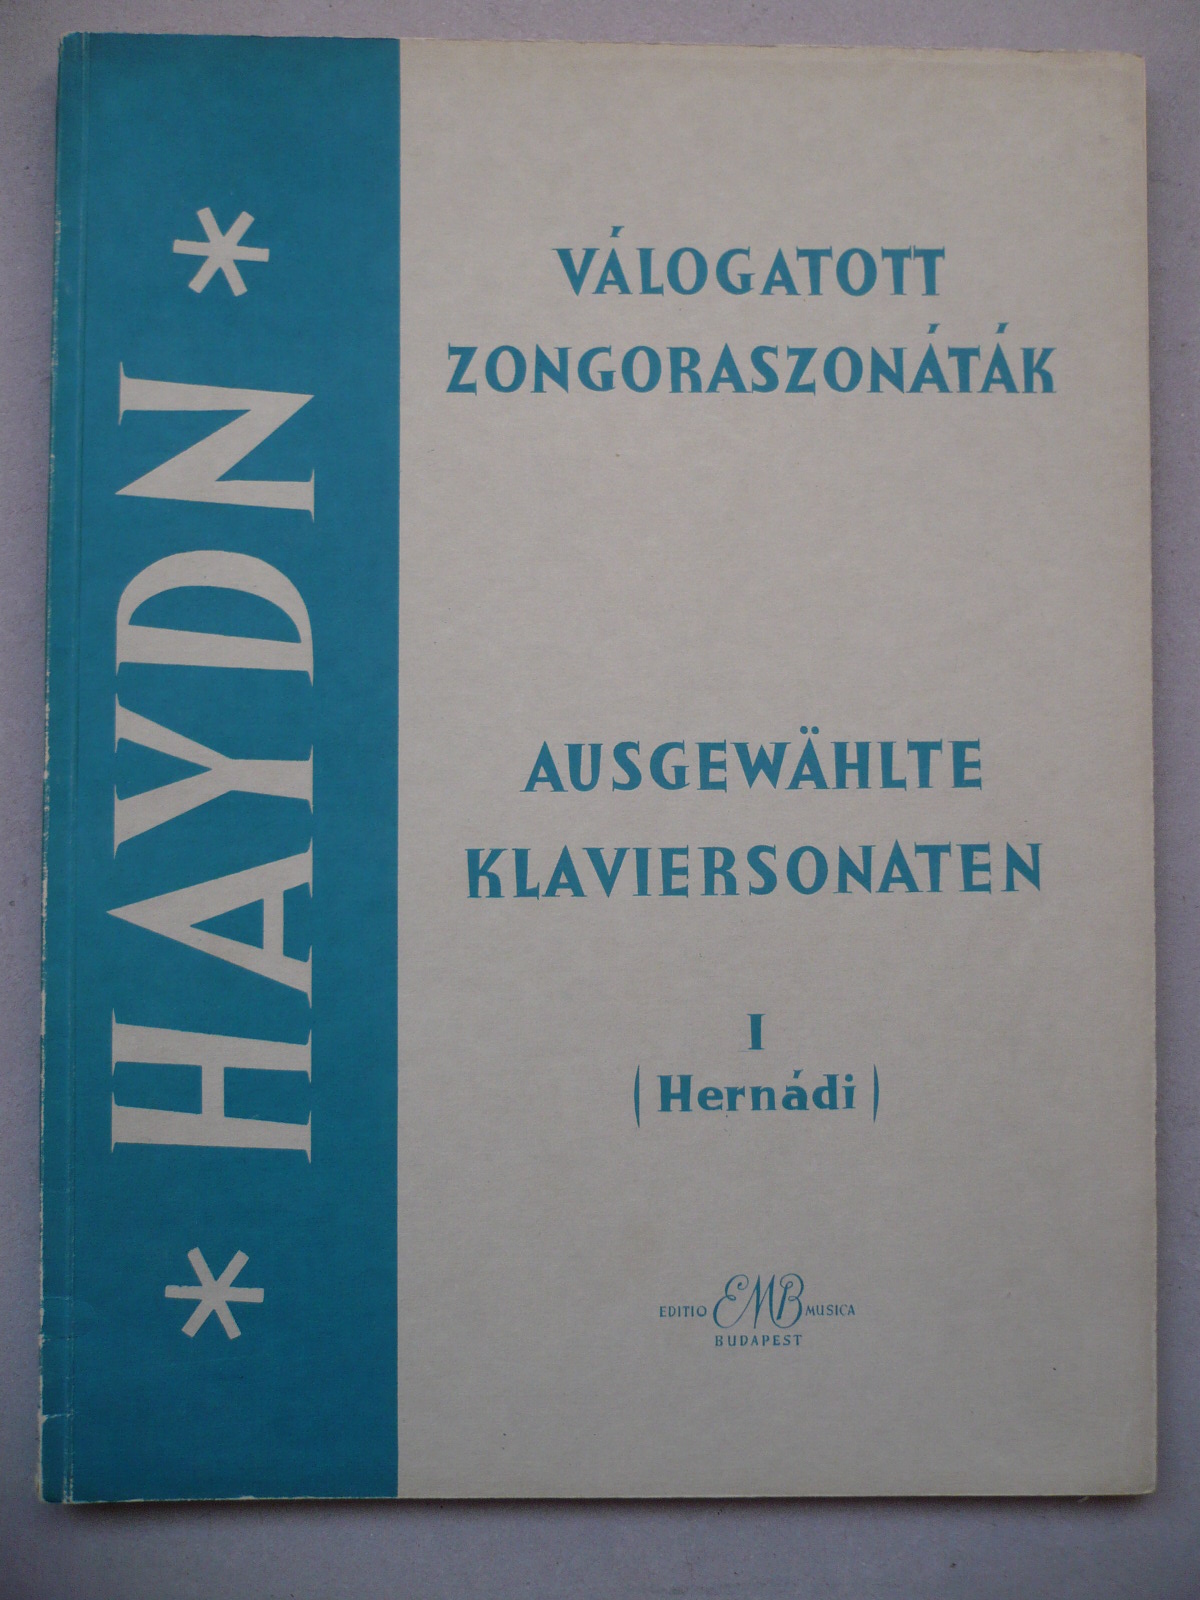 * HAYDN *
VÁLOGATOTT
ZONGORASZONÁTÁK
AUSGEWÄHLTE
KLAVIERSONATEN
I
(Hernádi)
EDITIO EMB MUSICA
BUDAPEST